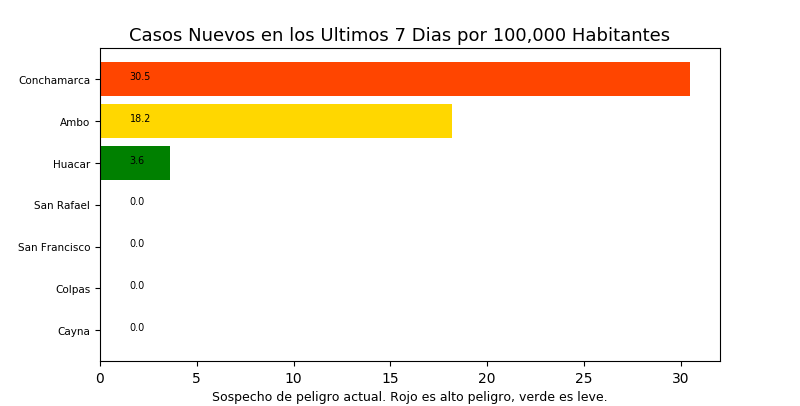 Casos Nuevos en los Ultimos 7 Dias por 100,000 Habitantes
Conchamarca 30.5
Ambo 18.2
Huacar 3.6
San Rafael 0.0
San Francisco 0.0
Colpas 0.0
Cayna 0.0
0 5 10 15 20 25 30
Sospecho de peligro actual. Rojo es alto peligro, verde es leve.